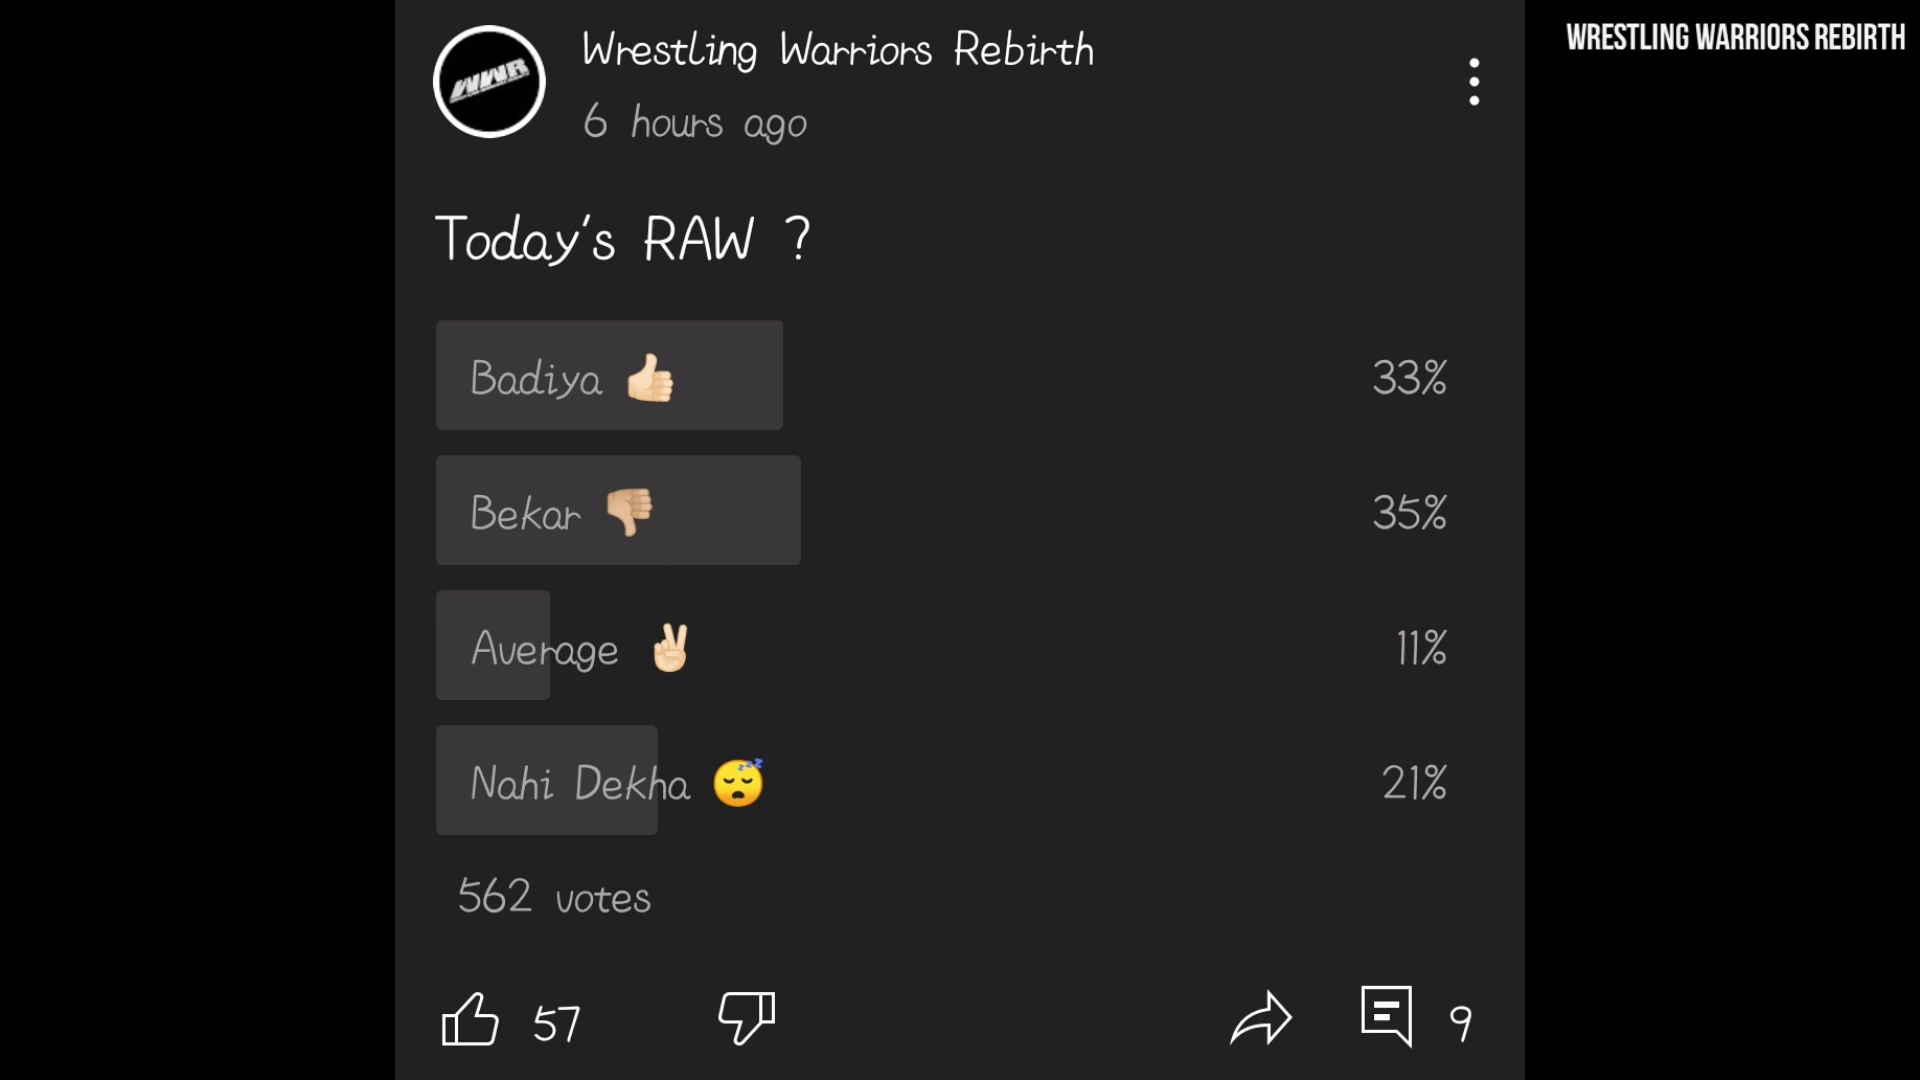 WRESTLING WARRIORS REBIRTH
WWR
Wrestling Warriors Rebirth
6 hours ago
Today's RAW ?
Badiya 👍🏻 33%
Bekar 👎🏼 35%
Average ✌🏻 11%
Nahi Dekha 😴 21%
562 votes
57
9